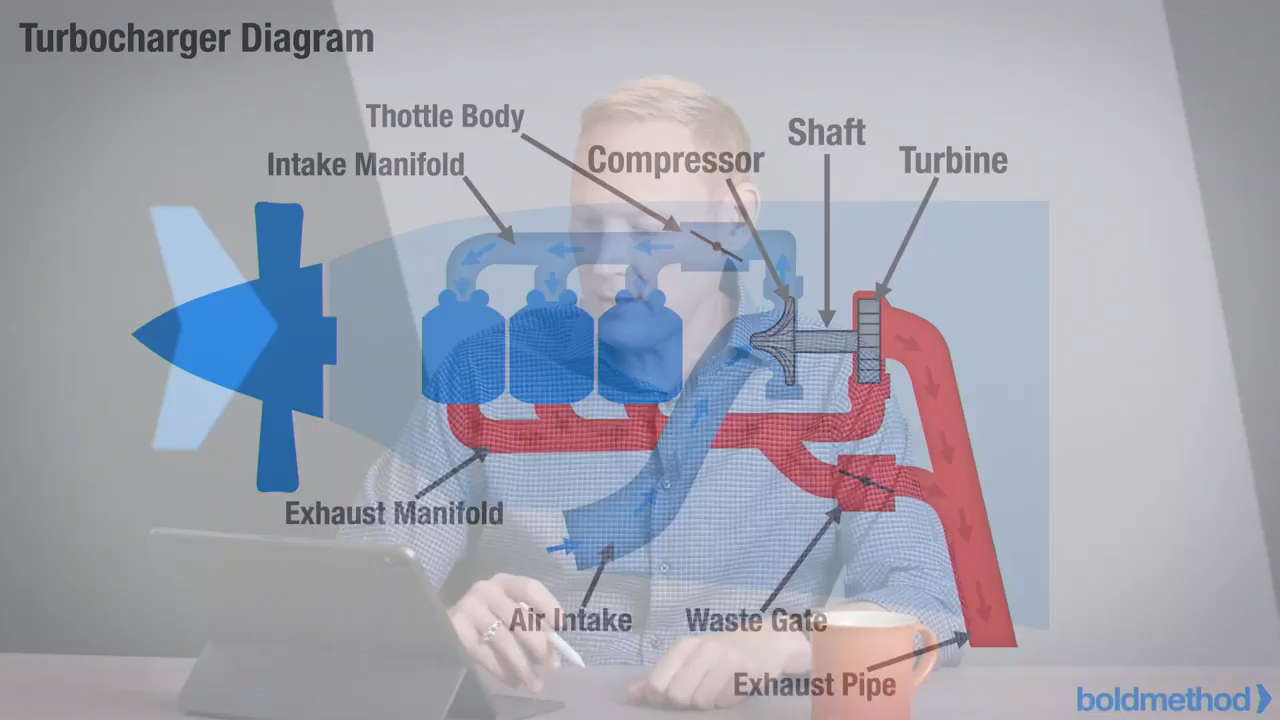 Turbocharger Diagram
Thottle Body
Shaft
Intake Manifold
Compressor
Turbine
Exhaust Manifold
Air Intake
Waste Gate
Exhaust Pipe
boldmethod